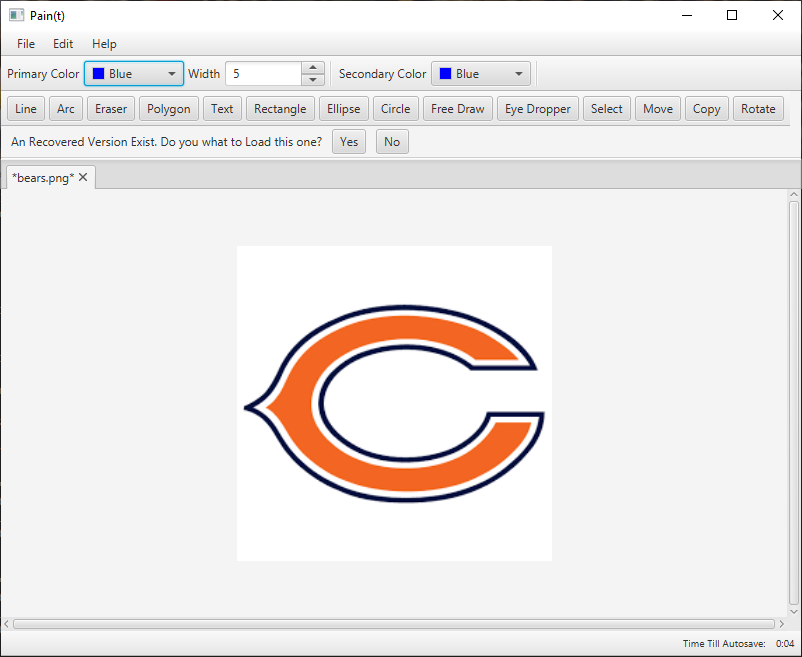 Pain(t)
File Edit Help
Primary Color Blue Width 5 Secondary Color Blue
Line Arc Eraser Polygon Text Rectangle Ellipse Circle Free Draw Eye Dropper Select Move Copy Rotate
An Recovered Version Exist. Do you what to Load this one? Yes No
*bears.png*
Time Till Autosave: 0:04